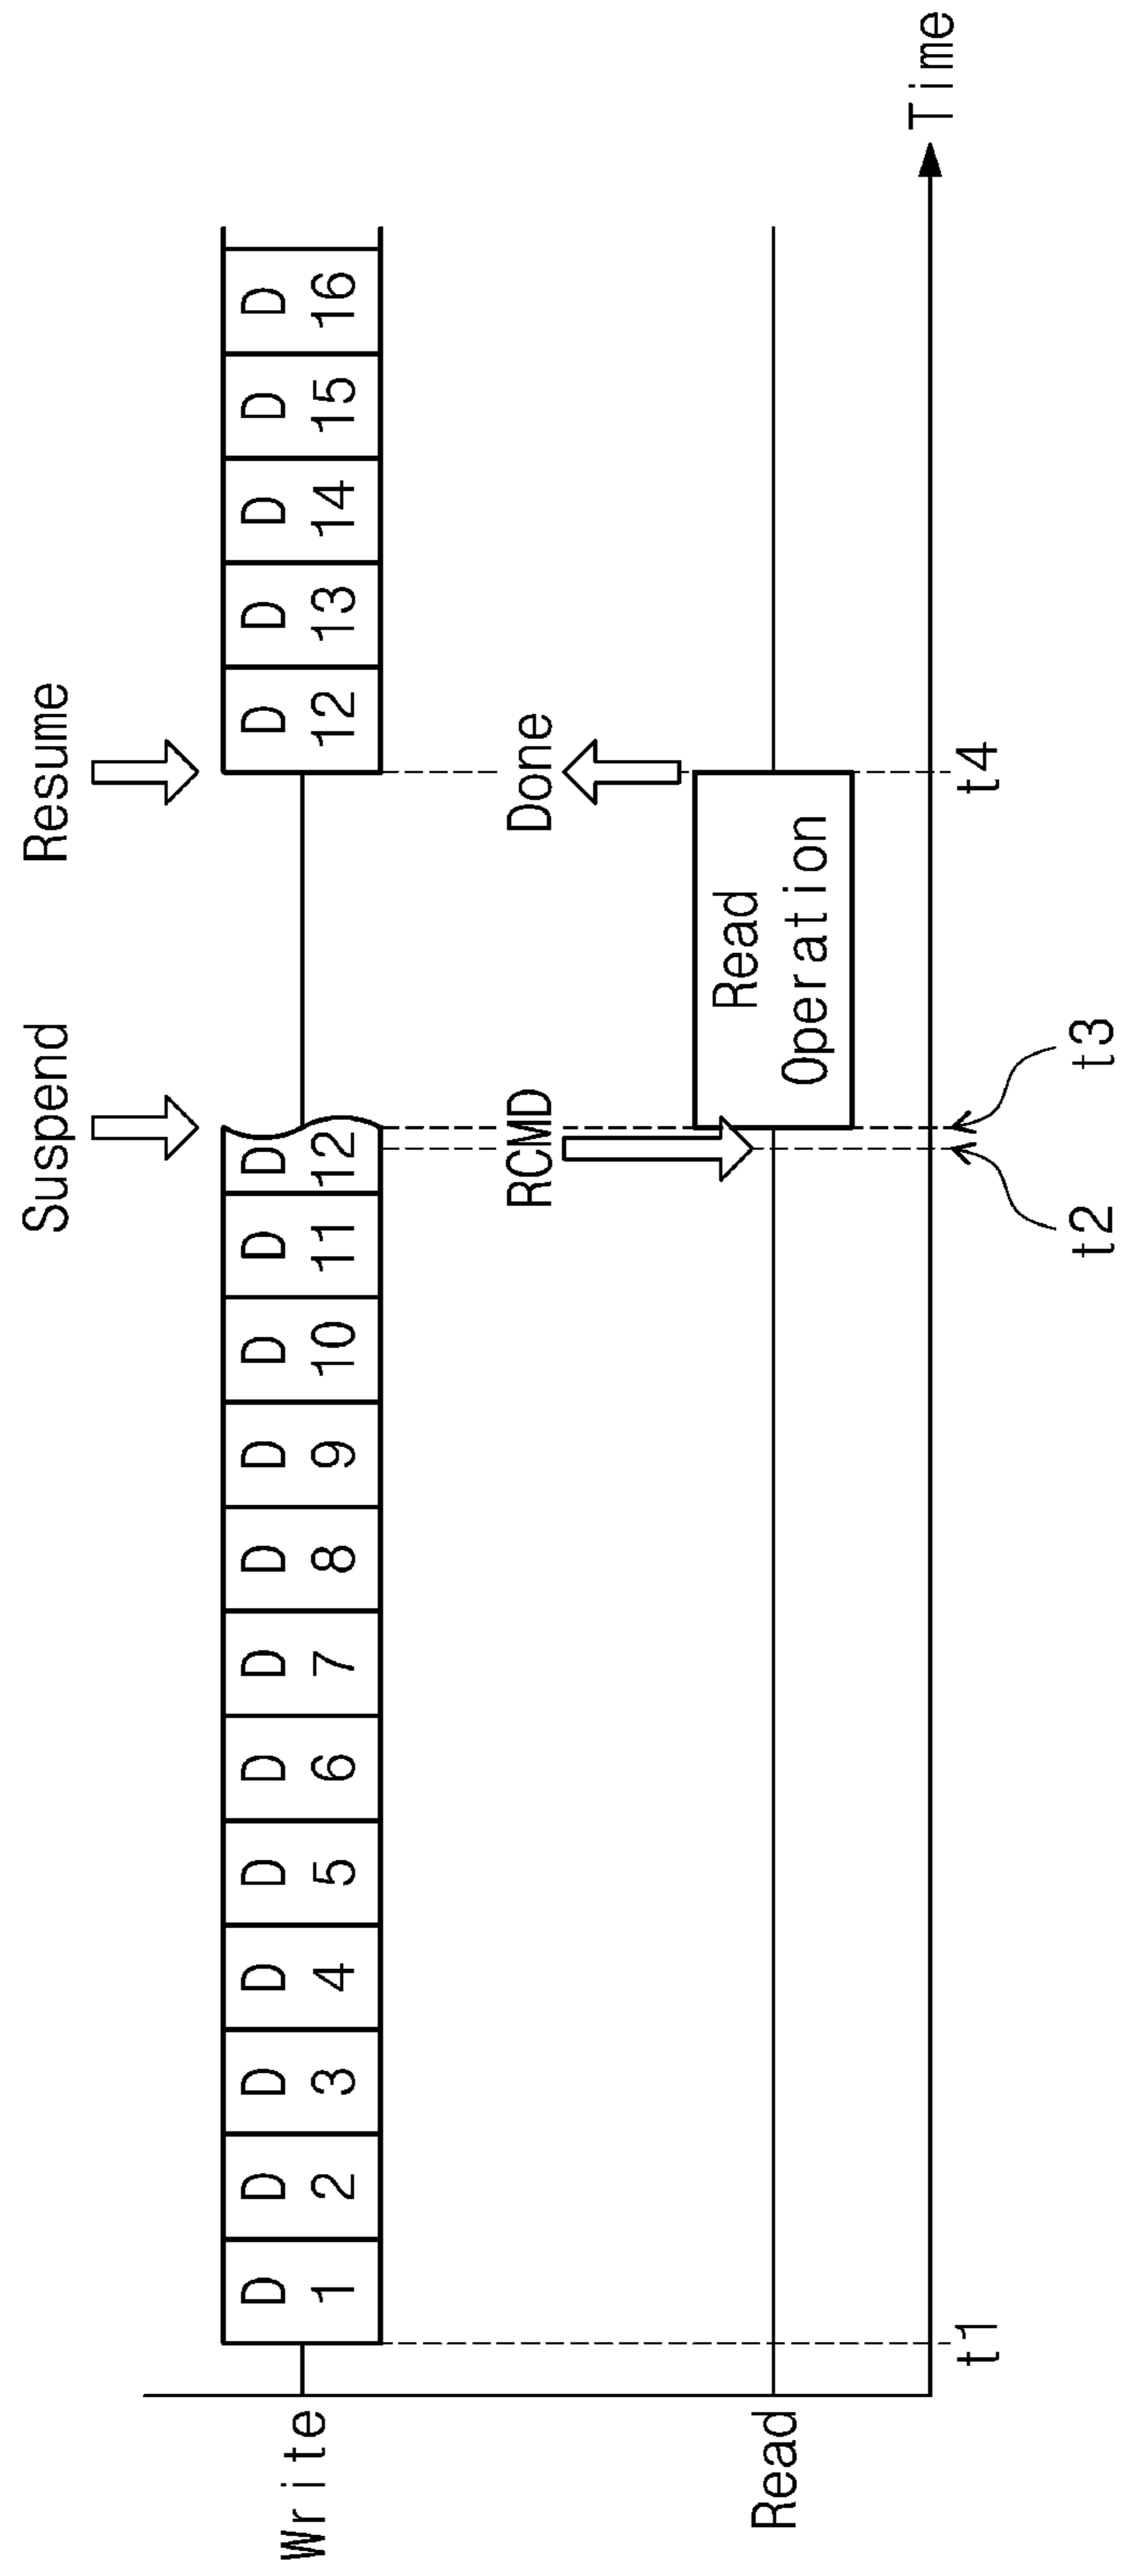 Suspend
Resume
Write
D 1
D 2
D 3
D 4
D 5
D 6
D 7
D 8
D 9
D 10
D 11
D 12
D 12
D 13
D 14
D 15
D 16
RCMD
Done
Read
Read
Operation
t1
t4
Time
t2
t3